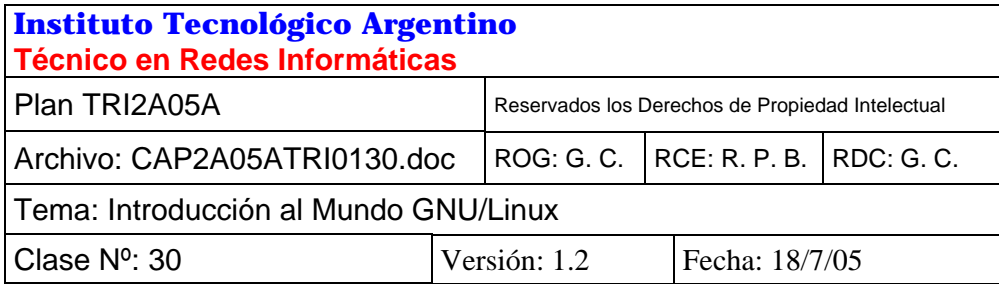 Instituto Tecnológico Argentino
Técnico en Redes Informáticas
Plan TRI2A05A Reservados los Derechos de Propiedad Intelectual
Archivo: CAP2A05ATRI0130.doc ROG: G. C. RCE: R. P. B. RDC: G. C.
Tema: Introducción al Mundo GNU/Linux
Clase Nº: 30 Versión: 1.2 Fecha: 18/7/05